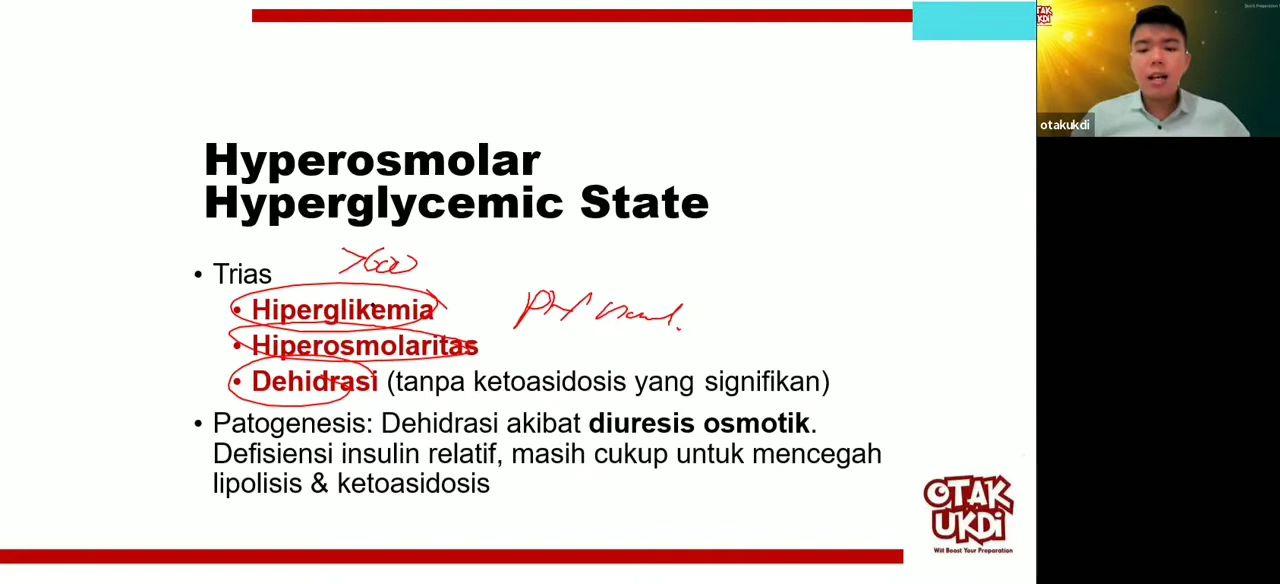 Hyperosmolar
Hyperglycemic State
• Trias
>600
• Hiperglikemia
• Hiperosmolaritas
• Dehidrasi (tanpa ketoasidosis yang signifikan)
• Patogenesis: Dehidrasi akibat diuresis osmotik.
Defisiensi insulin relatif, masih cukup untuk mencegah
lipolisis & ketoasidosis
OTAK
UKDi
Will Boost Your Preparation
otakukdi